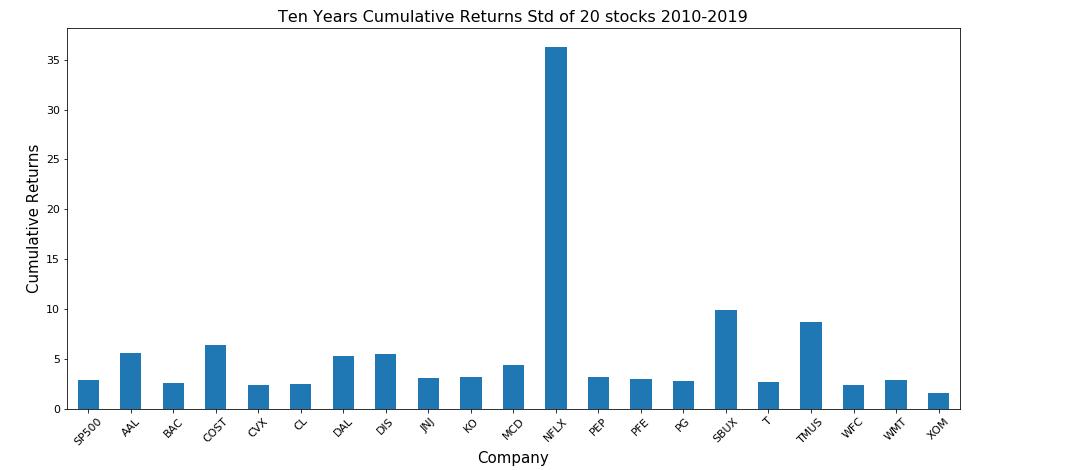 Ten Years Cumulative Returns Std of 20 stocks 2010-2019
Cumulative Returns
35
30
25
20
15
10
5
0
SP500 AAL BAC COST CVX CL DAL DIS JNJ KO MCD NFLX PEP PFE PG SBUX T TMUS WFC WMT XOM
Company